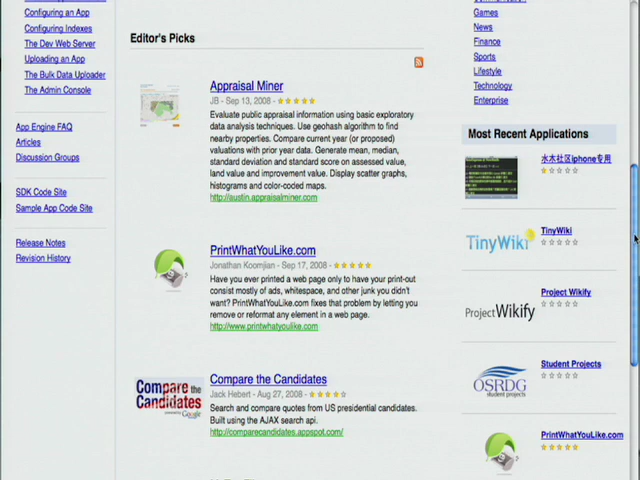 Configuring an App
Configuring Indexes
The Dev Web Server
Uploading an App
The Bulk Data Uploader
The Admin Console
App Engine FAQ
Articles
Discussion Groups
SDK Code Site
Sample App Code Site
Release Notes
Revision History
Editor's Picks
Appraisal Miner
JB - Sep 13, 2008 -
Evaluate public appraisal information using basic exploratory
data analysis techniques. Use geohash algorithm to find
nearby properties. Compare current year (or proposed)
valuations with prior year data. Generate mean, median,
standard deviation and standard score on assessed value,
land value and improvement value. Display scatter graphs,
histograms and color-coded maps.
http://austin.appraisalminer.com
PrintWhatYouLike.com
Jonathan Koomjian - Sep 17, 2008 -
Have you ever printed a web page only to have your print-out
consist mostly of ads, whitespace, and other junk you didn't
want? PrintWhatYouLike.com fixes that problem by letting you
remove or reformat any element in a web page.
http://www.printwhatyoulike.com
Compare the
Candidates
powered by Google
Compare the Candidates
Jack Hebert - Aug 27, 2008 -
Search and compare quotes from US presidential candidates.
Built using the AJAX search api.
http://comparecandidates.appspot.com/
Games
News
Finance
Sports
Lifestyle
Technology
Enterprise
Most Recent Applications
水木社区iphone专用
TinyWiki
TinyWiki
ProjectWikify
Project Wikify
OSRDG
student projects
Student Projects
PrintWhatYouLike.com